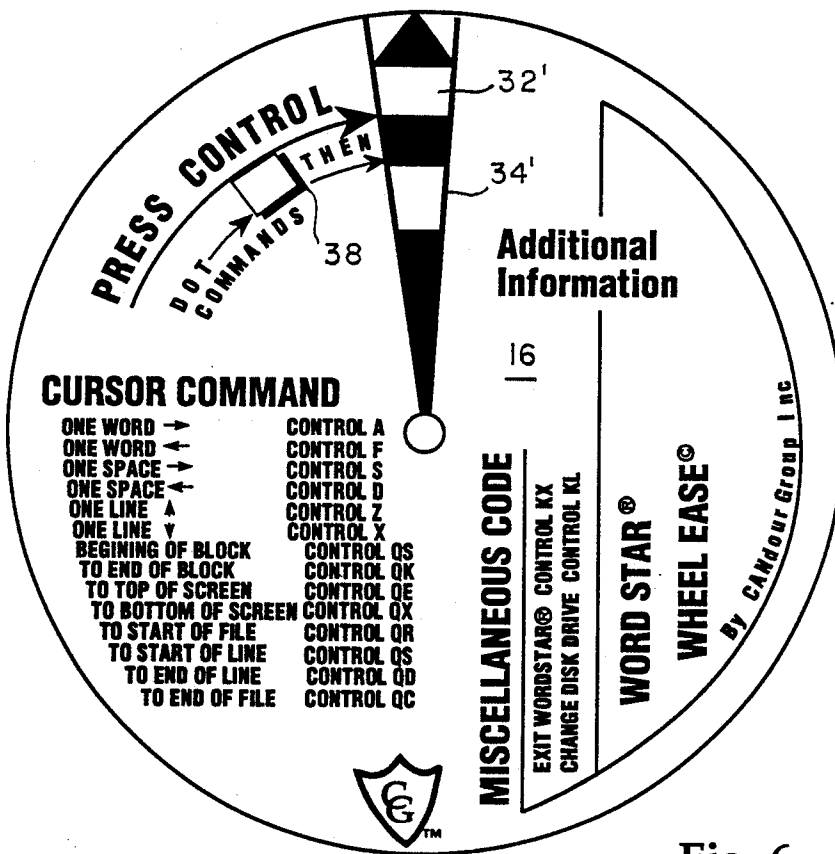 PRESS CONTROL
THEN
DOT
COMMANDS
32'
34'
38
Additional
Information
16
CURSOR COMMAND
ONE WORD → CONTROL A
ONE WORD ← CONTROL F
ONE SPACE → CONTROL S
ONE SPACE ← CONTROL D
ONE LINE ▲ CONTROL Z
ONE LINE ▼ CONTROL X
BEGINING OF BLOCK CONTROL QS
TO END OF BLOCK CONTROL QK
TO TOP OF SCREEN CONTROL QE
TO BOTTOM OF SCREEN CONTROL QX
TO START OF FILE CONTROL QR
TO START OF LINE CONTROL QS
TO END OF LINE CONTROL QD
TO END OF FILE CONTROL QC
MISCELLANEOUS CODE
EXIT WORDSTAR® CONTROL KX
CHANGE DISK DRIVE CONTROL KL
WORD STAR®
WHEEL EASE©
By CANdour Group Inc
CG
TM
Fig. 6